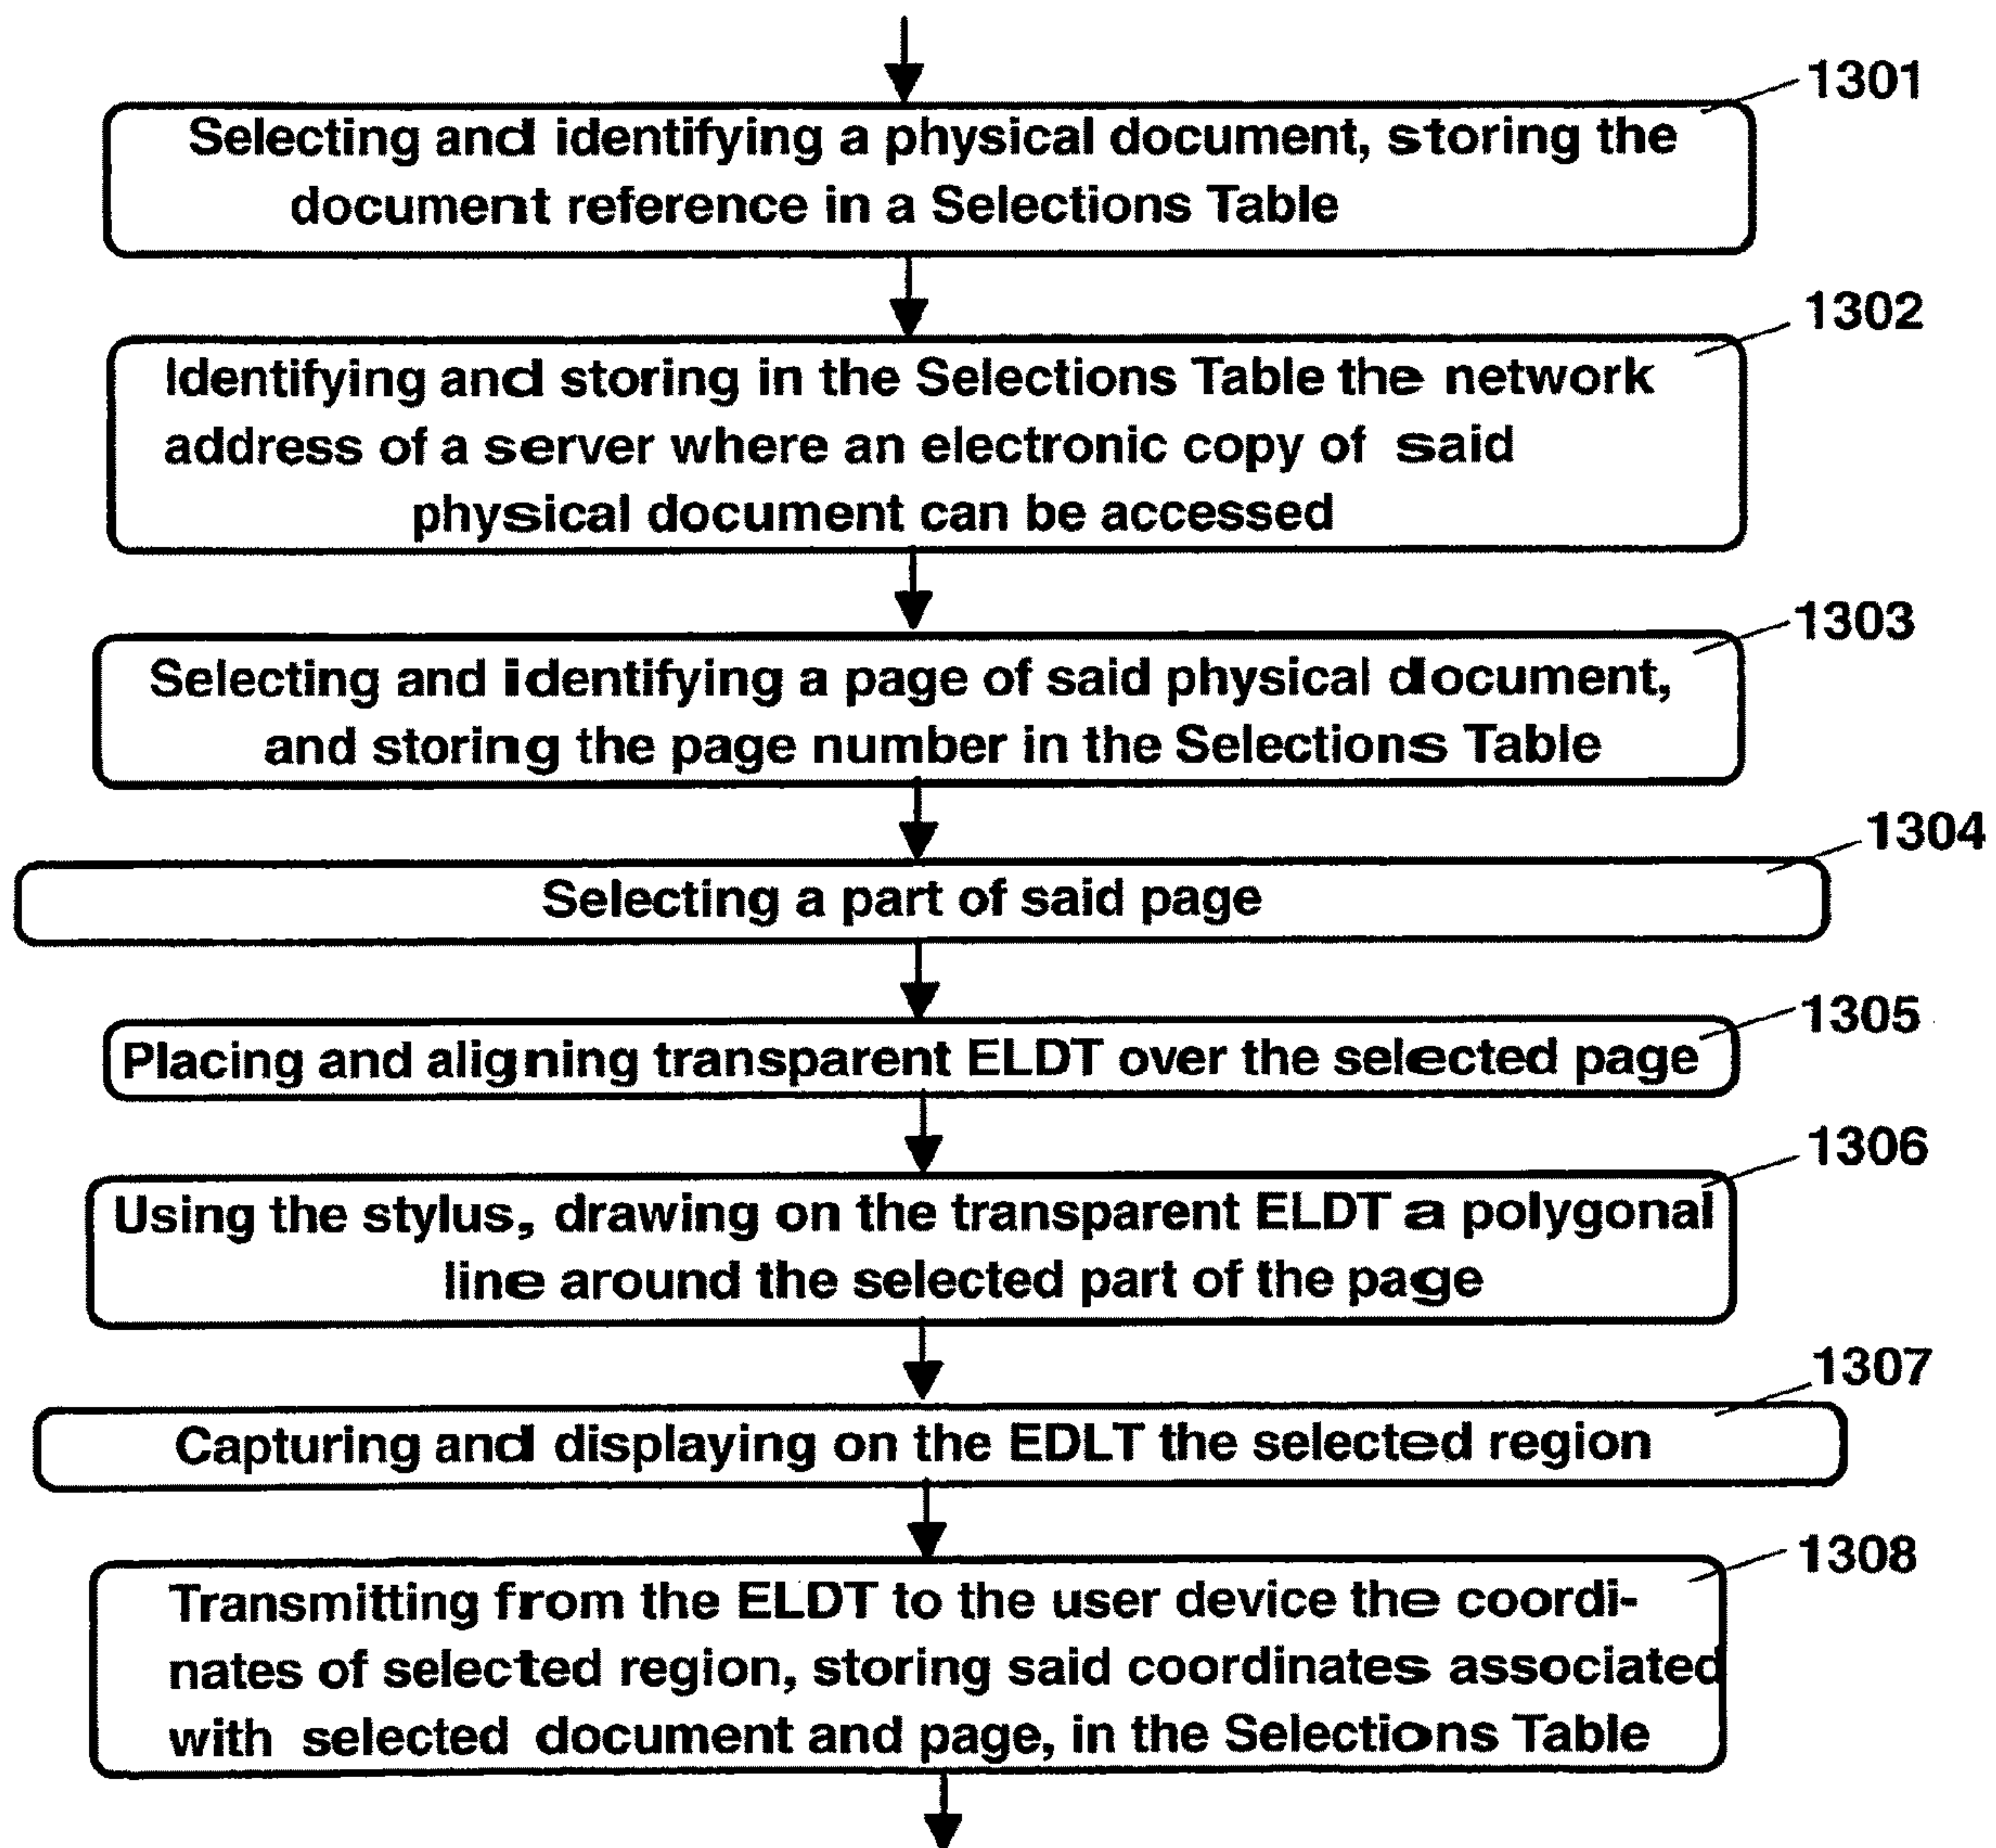 1301
Selecting and identifying a physical document, storing the
document reference in a Selections Table
1302
Identifying and storing in the Selections Table the network
address of a server where an electronic copy of said
physical document can be accessed
1303
Selecting and identifying a page of said physical document,
and storing the page number in the Selections Table
1304
Selecting a part of said page
1305
Placing and aligning transparent ELDT over the selected page
1306
Using the stylus, drawing on the transparent ELDT a polygonal
line around the selected part of the page
1307
Capturing and displaying on the EDLT the selected region
1308
Transmitting from the ELDT to the user device the coordi-
nates of selected region, storing said coordinates associated
with selected document and page, in the Selections Table